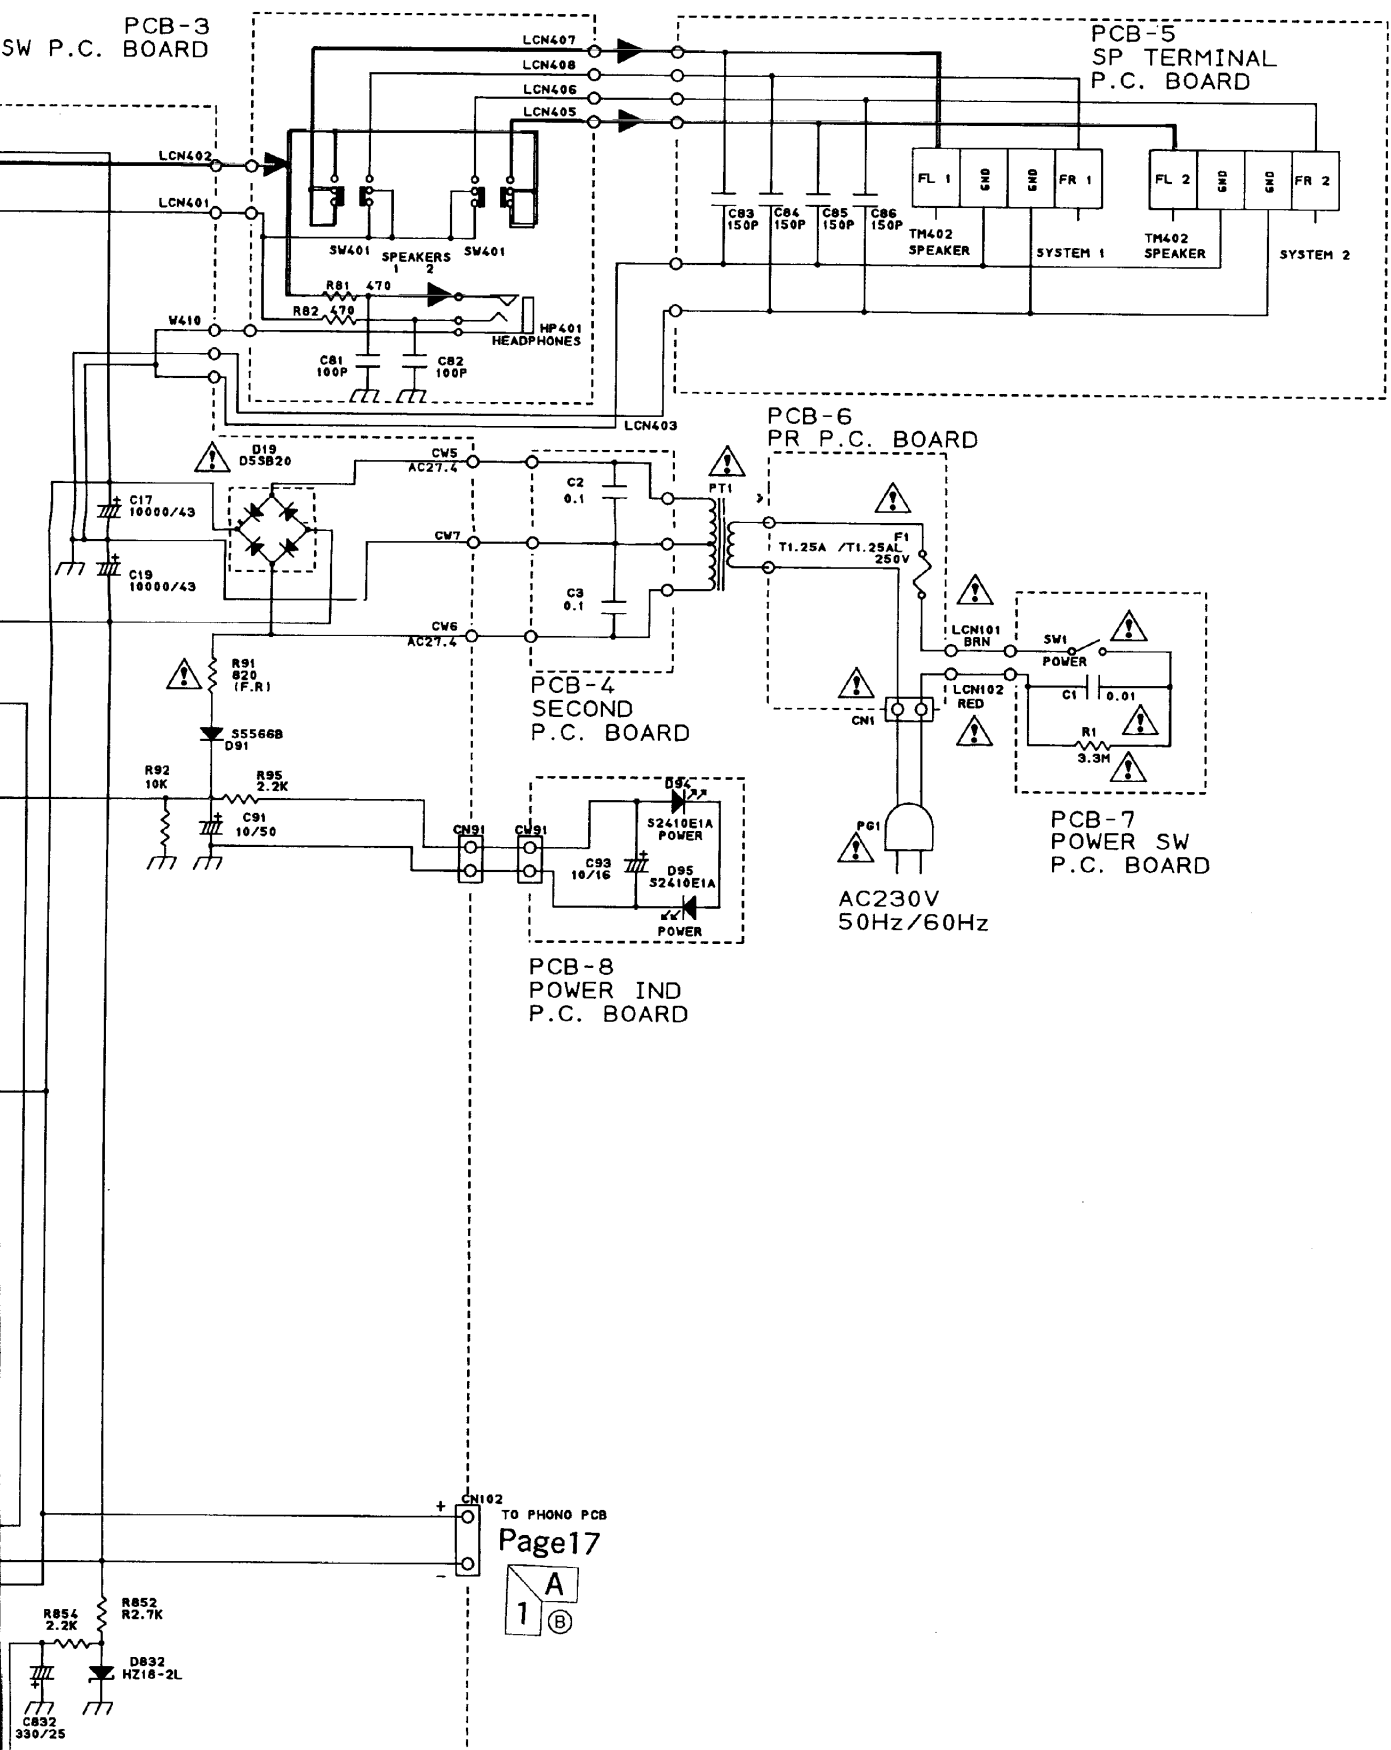 PCB-3
SW P.C. BOARD
LCN407
LCN408
LCN406
LCN405
PCB-5
SP TERMINAL
P.C. BOARD
LCN402
LCN401
FL 1
GND
GND
FR 1
FL 2
GND
GND
FR 2
C83
150P
C84
150P
C85
150P
C86
150P
TM402
SPEAKER
SYSTEM 1
TM402
SPEAKER
SYSTEM 2
SW401
SPEAKERS
1 2
SW401
R81 470
R82 470
W410
HP401
HEADPHONES
C81
100P
C82
100P
LCN403
PCB-6
PR P.C. BOARD
D19
D5SB20
CW5
AC27.4
C2
0.1
PT1
C17
10000/43
+
CW7
F1
T1.25A /T1.25AL
250V
C19
10000/43
+
C3
0.1
CW6
AC27.4
LCN101
BRN
SW1
POWER
R91
820
(F.R)
PCB-4
SECOND
P.C. BOARD
LCN102
RED
C1 0.01
CN1
S5566B
D91
R1
3.3M
R92
10K
R95
2.2K
D94
S2410E1A
POWER
C91
10/50
+
CN91
CW91
PG1
PCB-7
POWER SW
P.C. BOARD
C93
10/16
+
D95
S2410E1A
POWER
AC230V
50Hz/60Hz
PCB-8
POWER IND
P.C. BOARD
CN102
+
TO PHONO PCB
Page17
-
A
1
B
R852
R2.7K
R854
2.2K
D832
HZ18-2L
+
C832
330/25